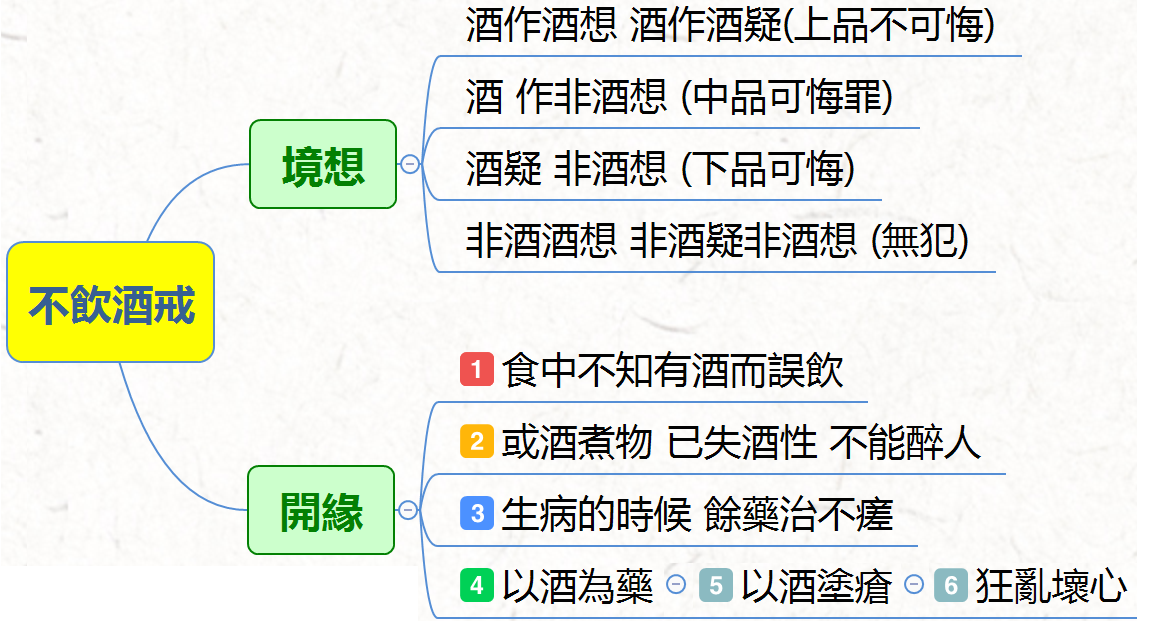 不飲酒戒
境想
酒作酒想 酒作酒疑(上品不可悔)
酒 作非酒想 (中品可悔罪)
酒疑 非酒想 (下品可悔)
非酒酒想 非酒疑非酒想 (無犯)
開緣
1 食中不知有酒而誤飲
2 或酒煮物 已失酒性 不能醉人
3 生病的時候 餘藥治不瘥
4 以酒為藥 5 以酒塗瘡 6 狂亂壞心